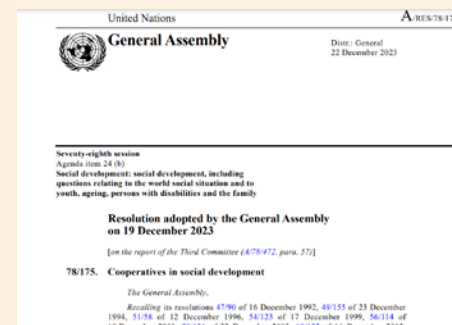 United Nations
A/RES/78/17
General Assembly
Distr.: General
22 December 2023
Seventy-eighth session
Agenda item 24 (b)
Social development: social development, including
questions relating to the world social situation and to
youth, ageing, persons with disabilities and the family
Resolution adopted by the General Assembly
on 19 December 2023
[on the report of the Third Committee (A/78/472, para. 57)]
78/175. Cooperatives in social development
The General Assembly,
Recalling its resolutions 47/90 of 16 December 1992, 49/155 of 23 December
1994, 51/58 of 12 December 1996, 54/123 of 17 December 1999, 56/114 of